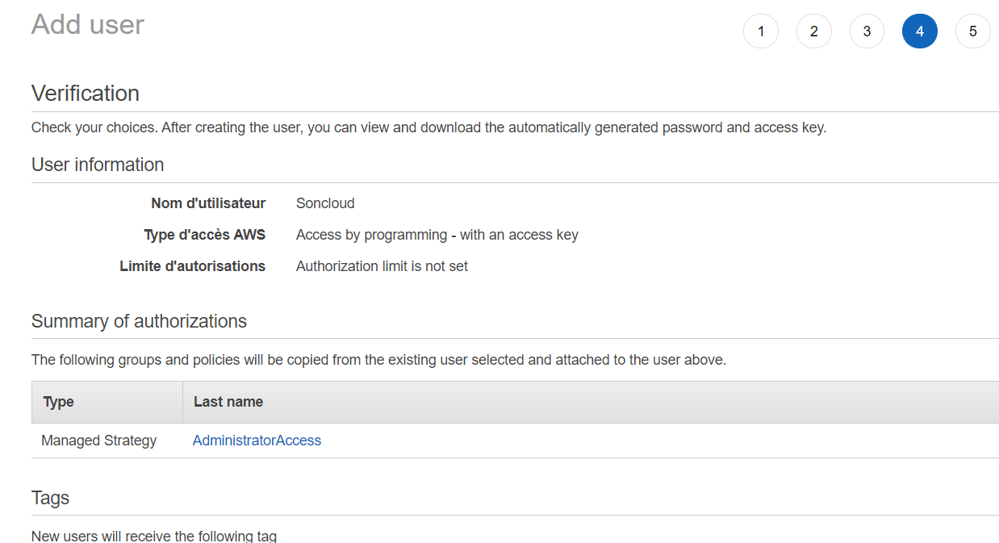 Add user
1 2 3 4 5
Verification
Check your choices. After creating the user, you can view and download the automatically generated password and access key.
User information
Nom d'utilisateur Soncloud
Type d'accès AWS Access by programming - with an access key
Limite d'autorisations Authorization limit is not set
Summary of authorizations
The following groups and policies will be copied from the existing user selected and attached to the user above.
Type Last name
Managed Strategy AdministratorAccess
Tags
New users will receive the following tag